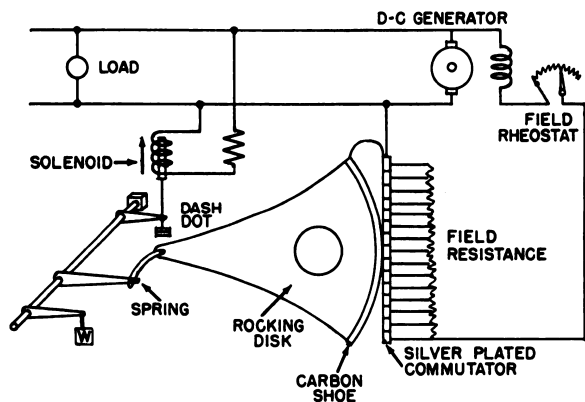 D-C GENERATOR
LOAD
FIELD
RHEOSTAT
SOLENOID
DASH
DOT
FIELD
RESISTANCE
SPRING
ROCKING
DISK
W
SILVER PLATED
COMMUTATOR
CARBON
SHOE